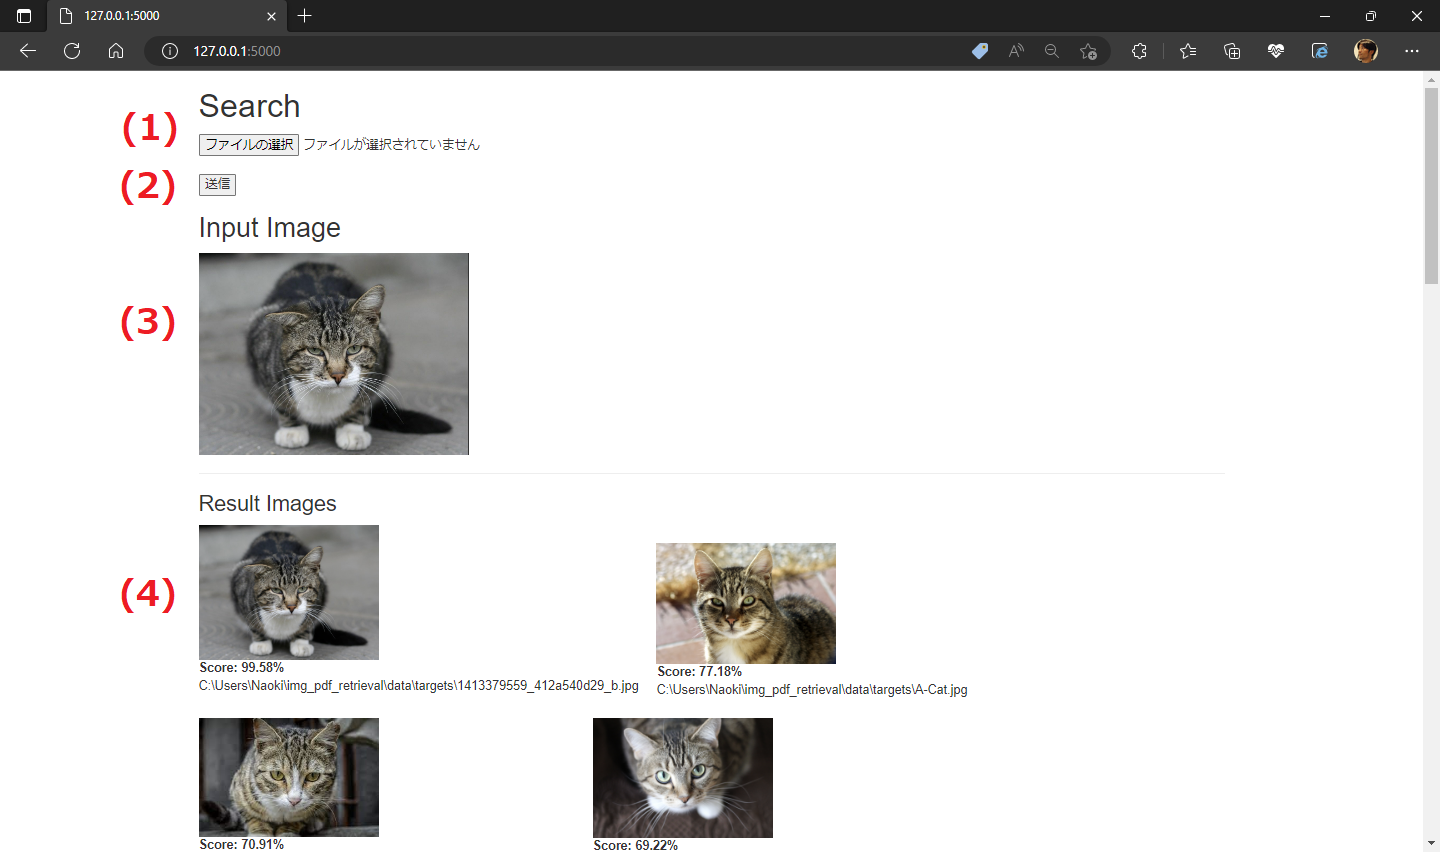 127.0.0.1:5000
127.0.0.1:5000
Search
(1)
ファイルの選択 ファイルが選択されていません
(2)
送信
Input Image
(3)
Result Images
(4)
Score: 99.58%
C:\Users\Naoki\img_pdf_retrieval\data\targets\1413379559_412a540d29_b.jpg
Score: 77.18%
C:\Users\Naoki\img_pdf_retrieval\data\targets\A-Cat.jpg
Score: 70.91%
Score: 69.22%